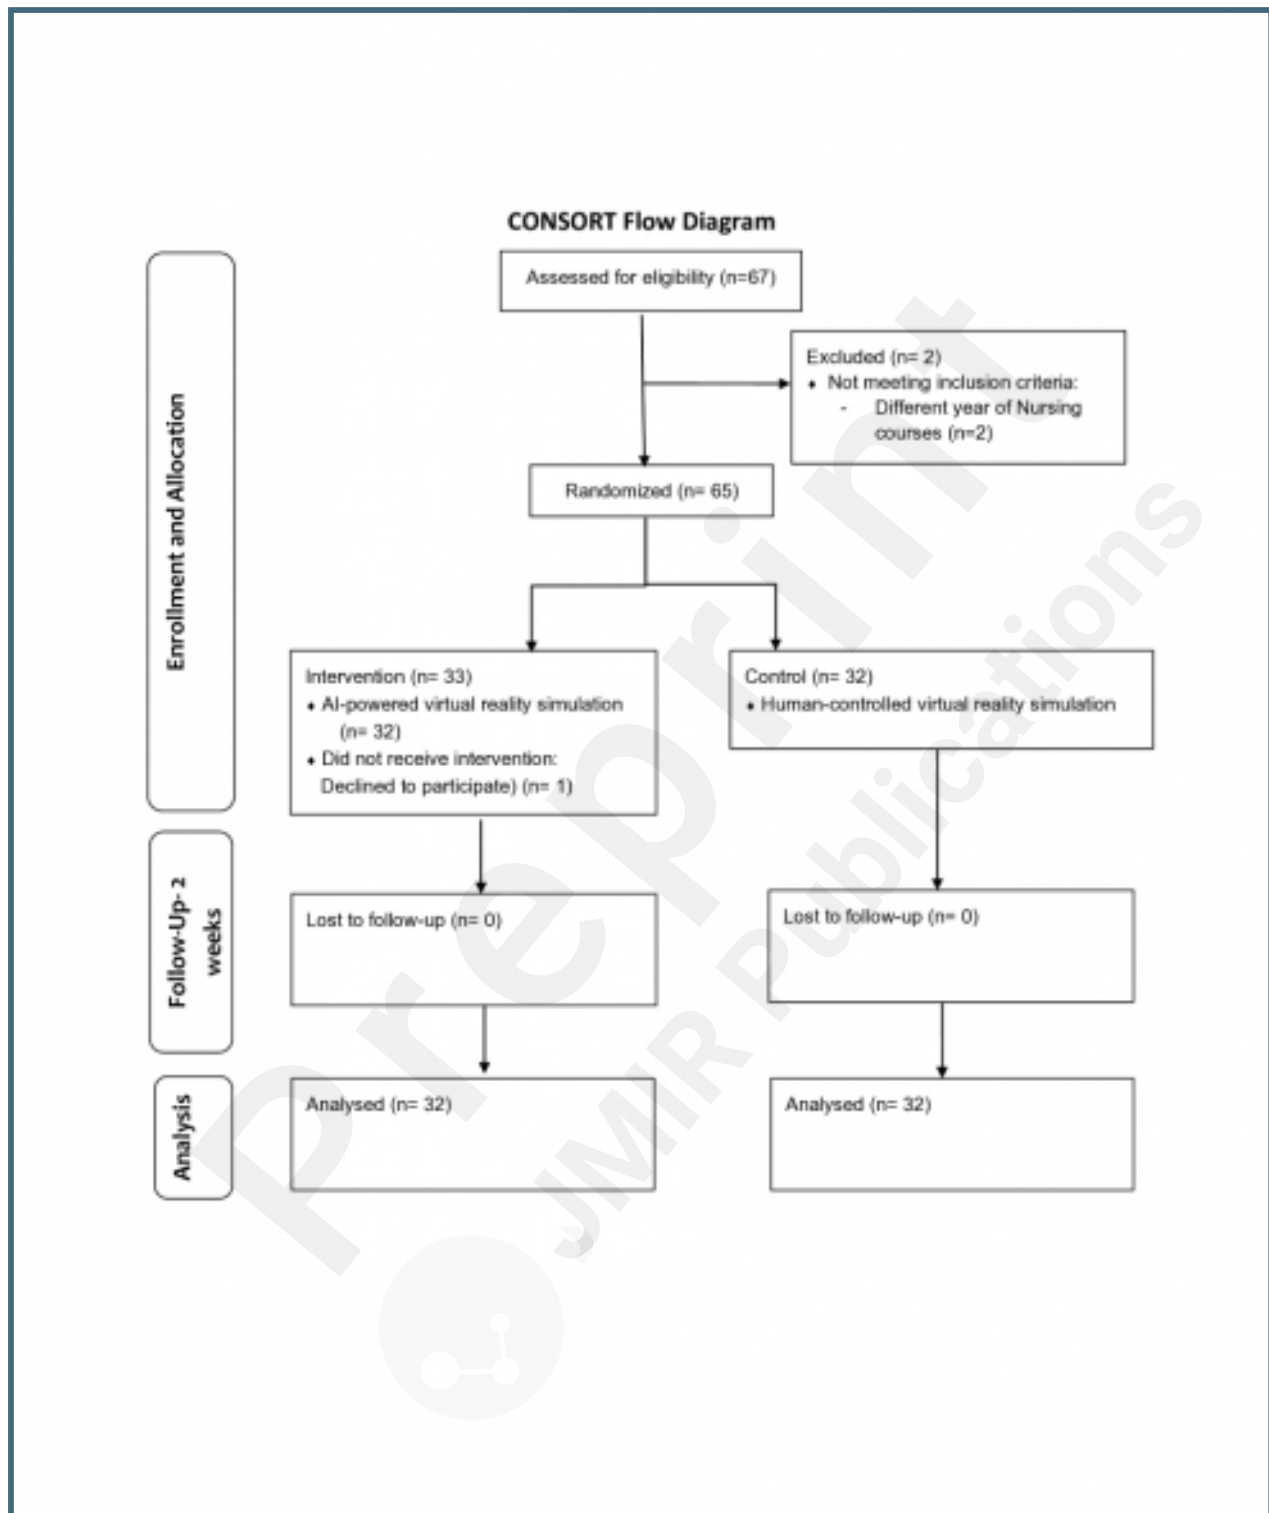 CONSORT Flow Diagram
Assessed for eligibility (n=67)
Excluded (n= 2)
♦ Not meeting inclusion criteria:
- Different year of Nursing
courses (n=2)
Randomized (n= 65)
Enrollment and Allocation
Intervention (n= 33)
♦ AI-powered virtual reality simulation
(n= 32)
♦ Did not receive intervention:
Declined to participate) (n= 1)
Control (n= 32)
♦ Human-controlled virtual reality simulation
Follow-Up- 2
weeks
Lost to follow-up (n= 0)
Lost to follow-up (n= 0)
Analysis
Analysed (n= 32)
Analysed (n= 32)
Preprint
JMIR Publications